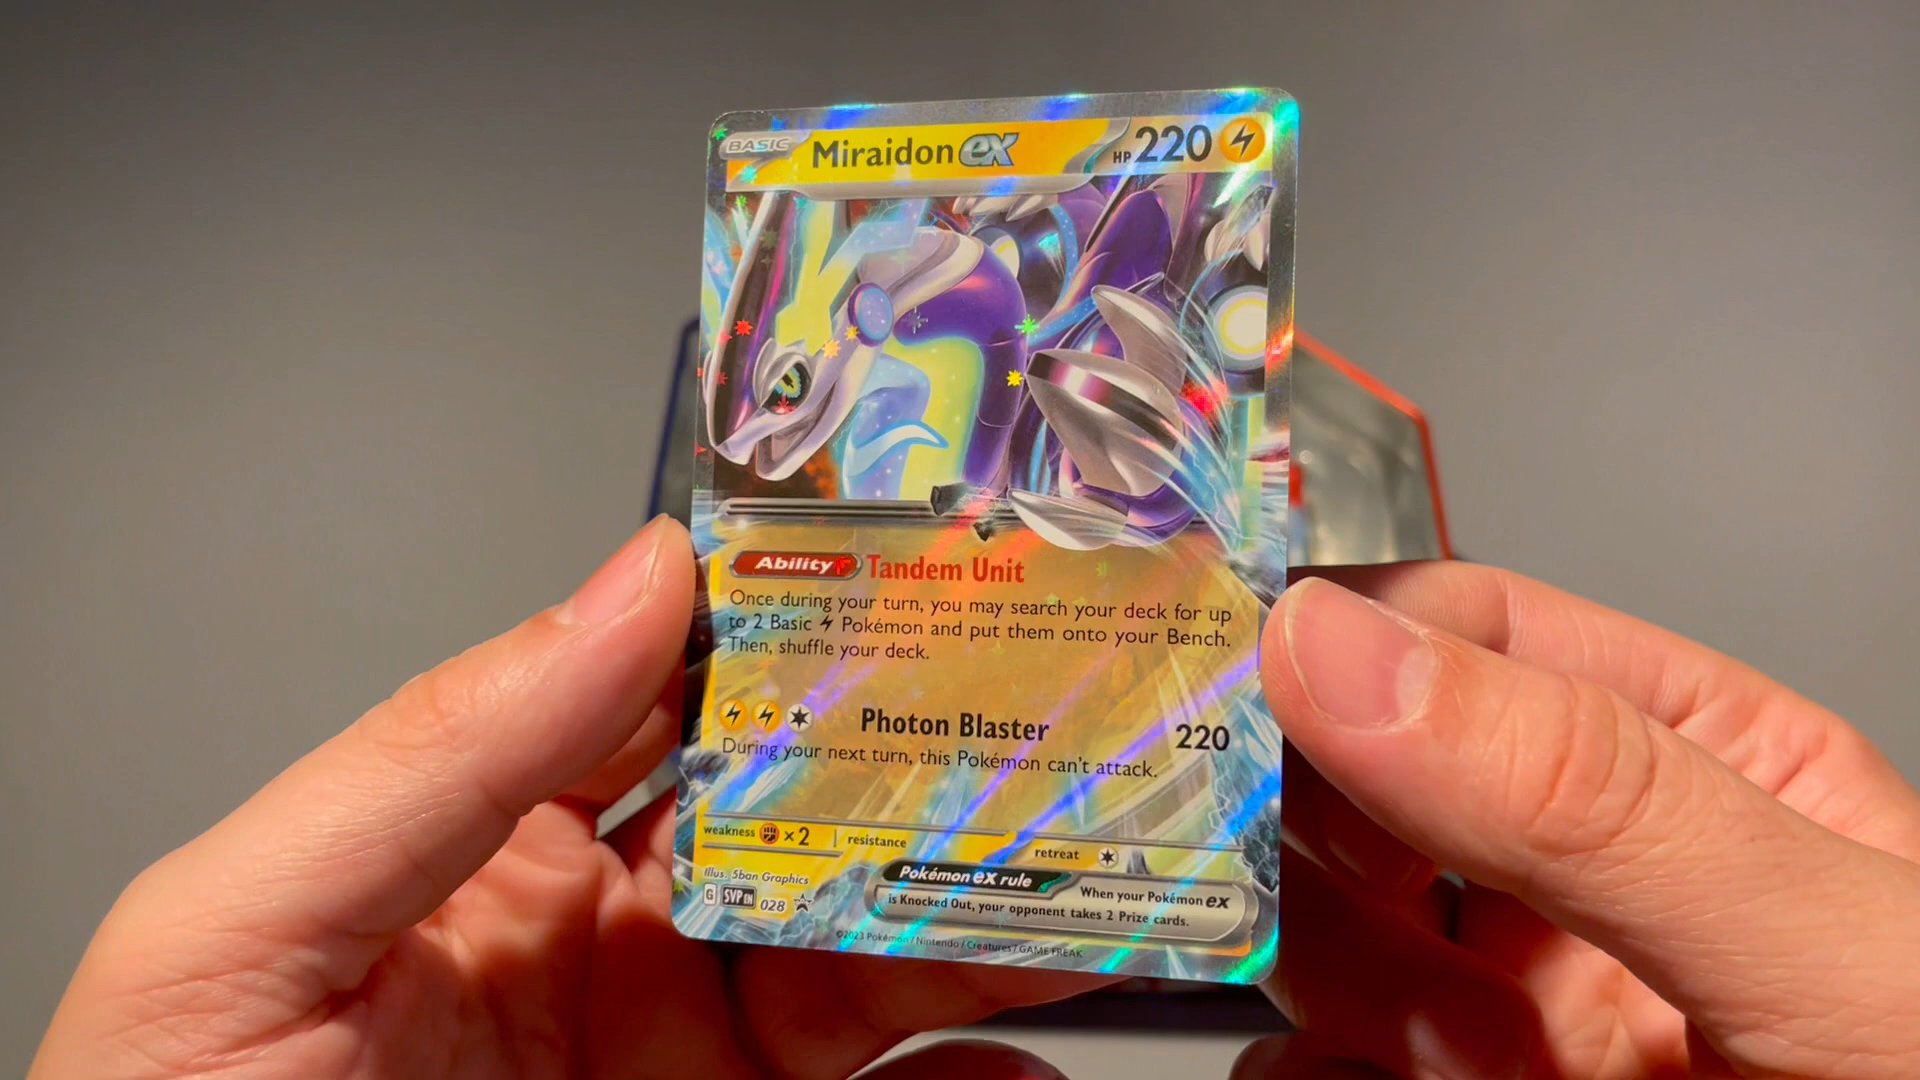 BASIC Miraidon ex HP 220
Ability Tandem Unit
Once during your turn, you may search your deck for up
to 2 Basic Pokémon and put them onto your Bench.
Then, shuffle your deck.
Photon Blaster 220
During your next turn, this Pokémon can't attack.
weakness ×2 resistance retreat
Illus. 5ban Graphics
Pokémon ex rule When your Pokémon ex
is Knocked Out, your opponent takes 2 Prize cards.
G SVP EN 028
©2023 Pokémon / Nintendo / Creatures / GAME FREAK